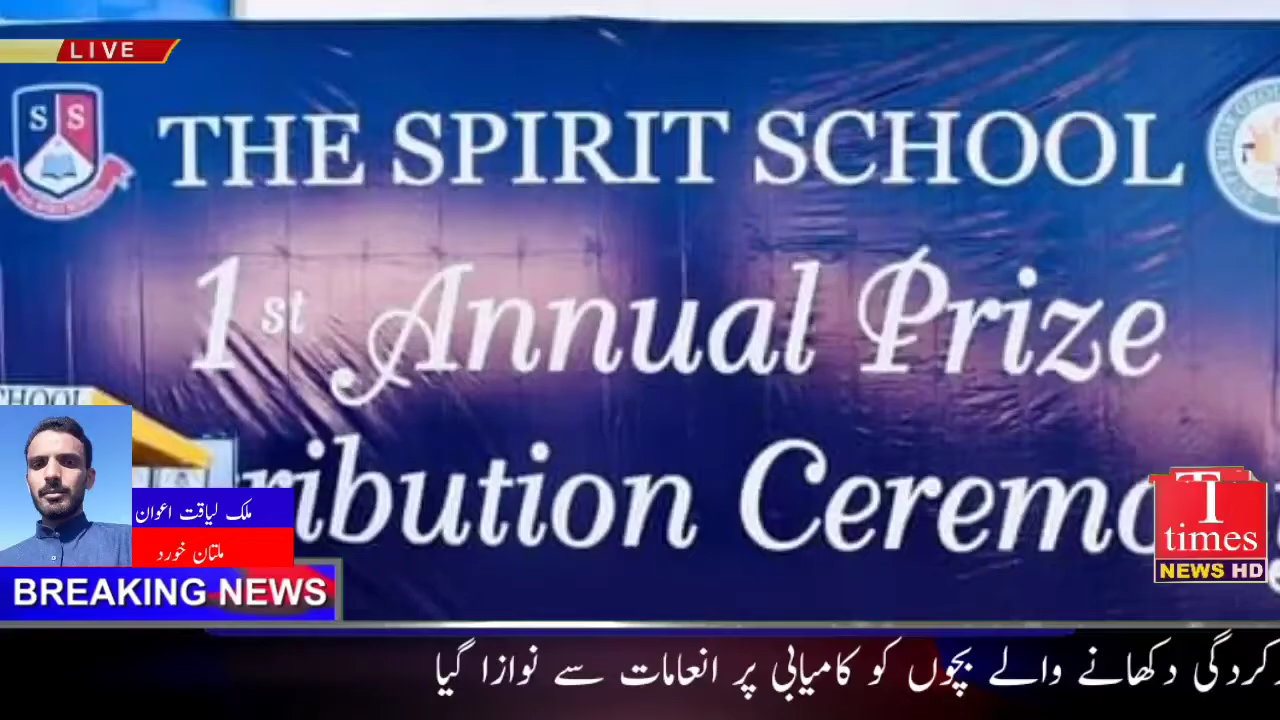 LIVE
S S
THE SPIRIT SCHOOL
1st Annual Prize
ribution Ceremo
CHOOL
ملک لیاقت اعوان
ملتان خورد
BREAKING NEWS
T
times
NEWS HD
کردگی دکھانے والے بچوں کو کامیابی پر انعامات سے نوازا گیا